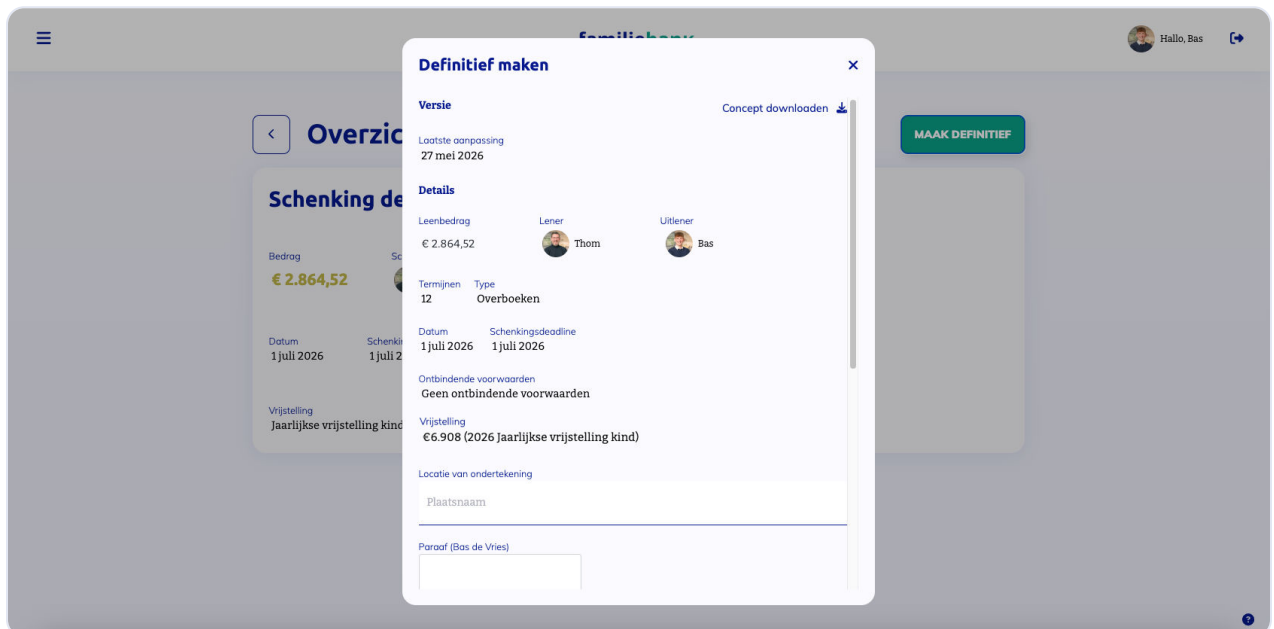 Hallo, Bas
Definitief maken
Versie
Concept downloaden
Laatste aanpassing
27 mei 2026
Details
Leenbedrag Lener Uitlener
€ 2.864,52 Thom Bas
Termijnen Type
12 Overboeken
Datum Schenkingsdeadline
1 juli 2026 1 juli 2026
Ontbindende voorwaarden
Geen ontbindende voorwaarden
Vrijstelling
€6.908 (2026 Jaarlijkse vrijstelling kind)
Locatie van ondertekening
Plaatsnaam
Paraaf (Bas de Vries)
Overzic
MAAK DEFINITIEF
Schenking de
Bedrag Sc
€ 2.864,52
Datum Schenki
1 juli 2026 1 juli 2
Vrijstelling
Jaarlijkse vrijstelling kind